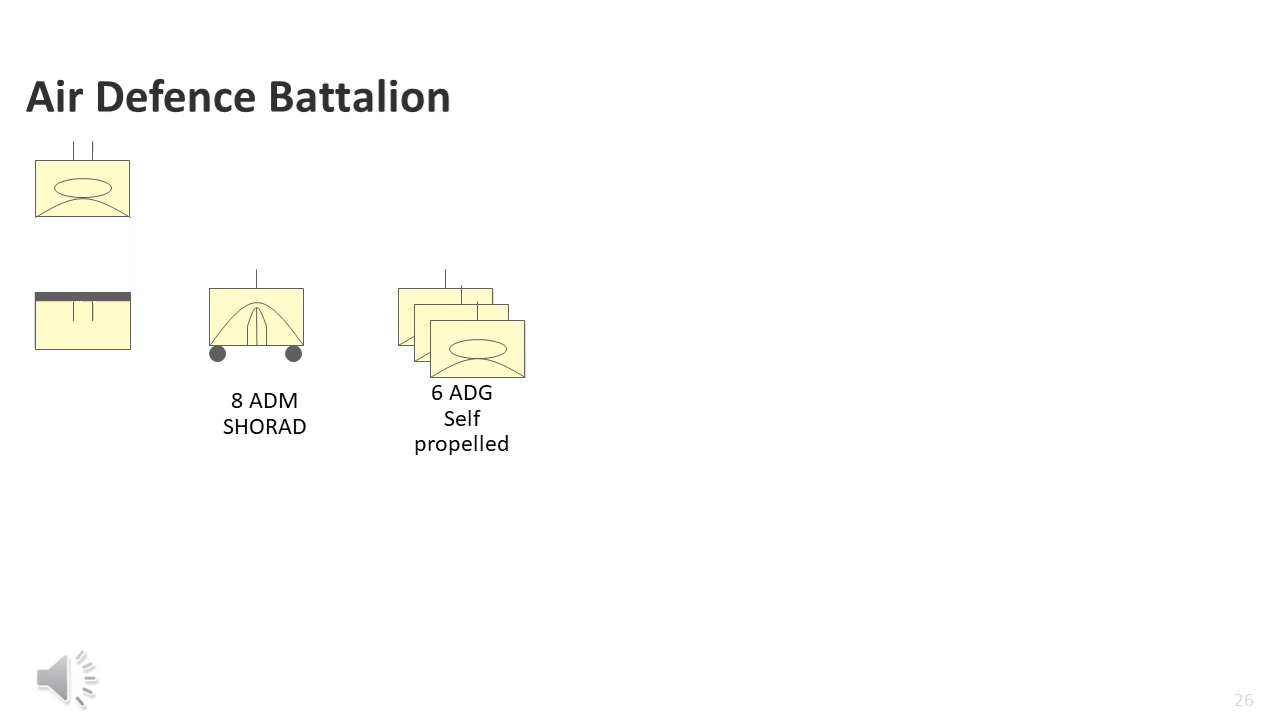 Air Defence Battalion
8 ADM
SHORAD
6 ADG
Self
propelled
26